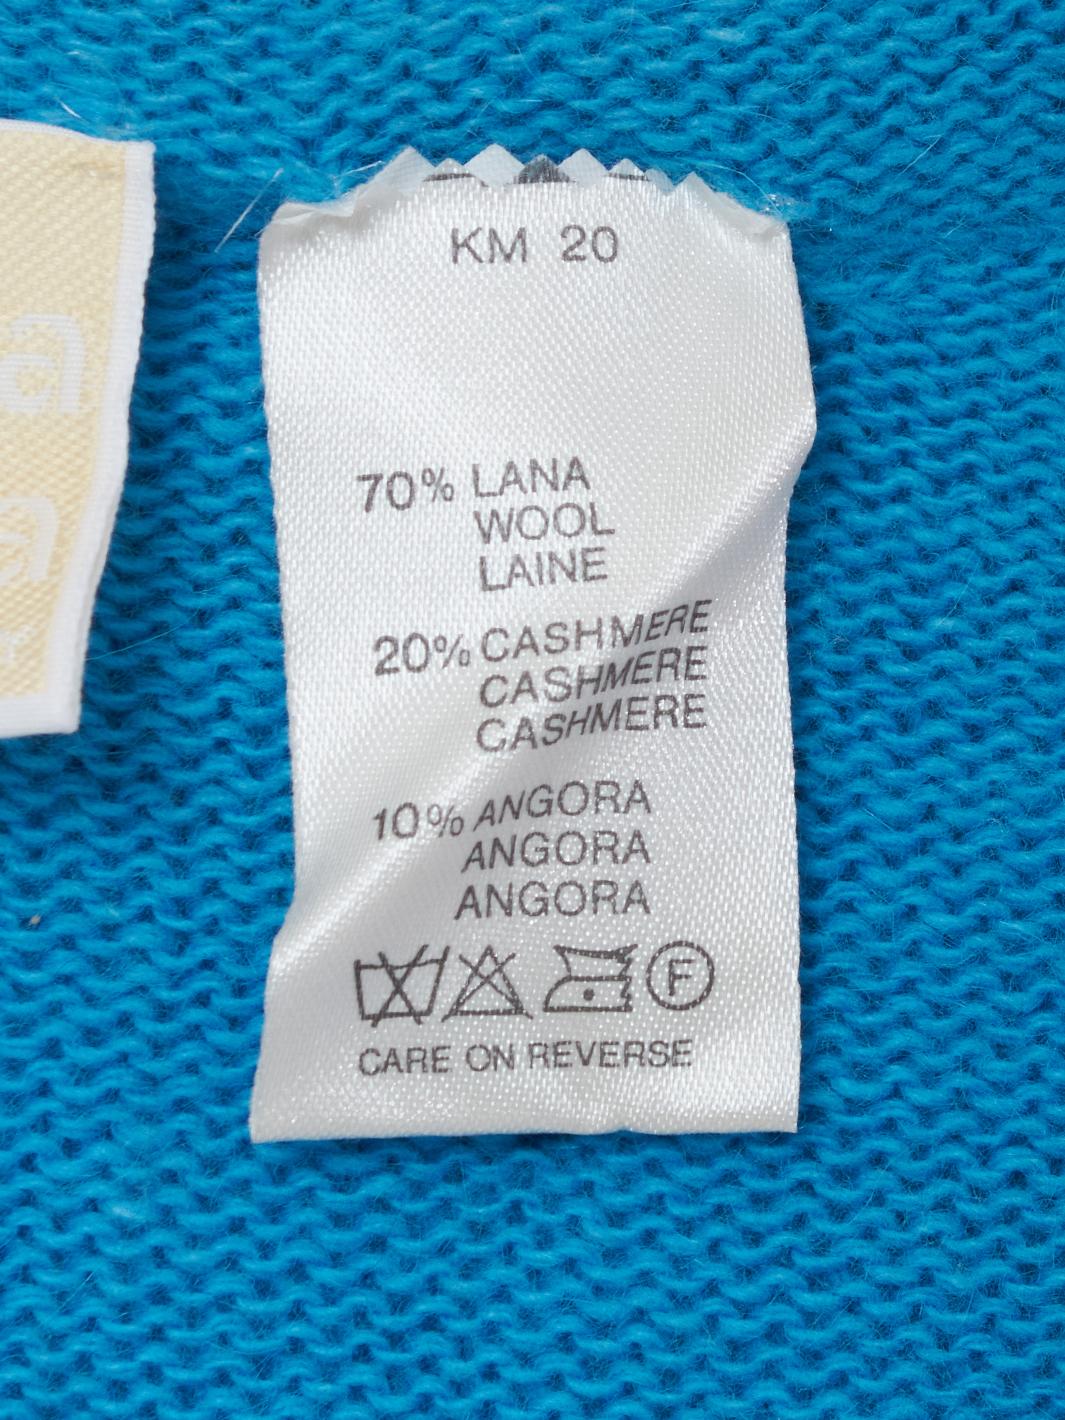 KM 20
70% LANA
WOOL
LAINE
20% CASHMERE
CASHMERE
CASHMERE
10% ANGORA
ANGORA
ANGORA
F
CARE ON REVERSE